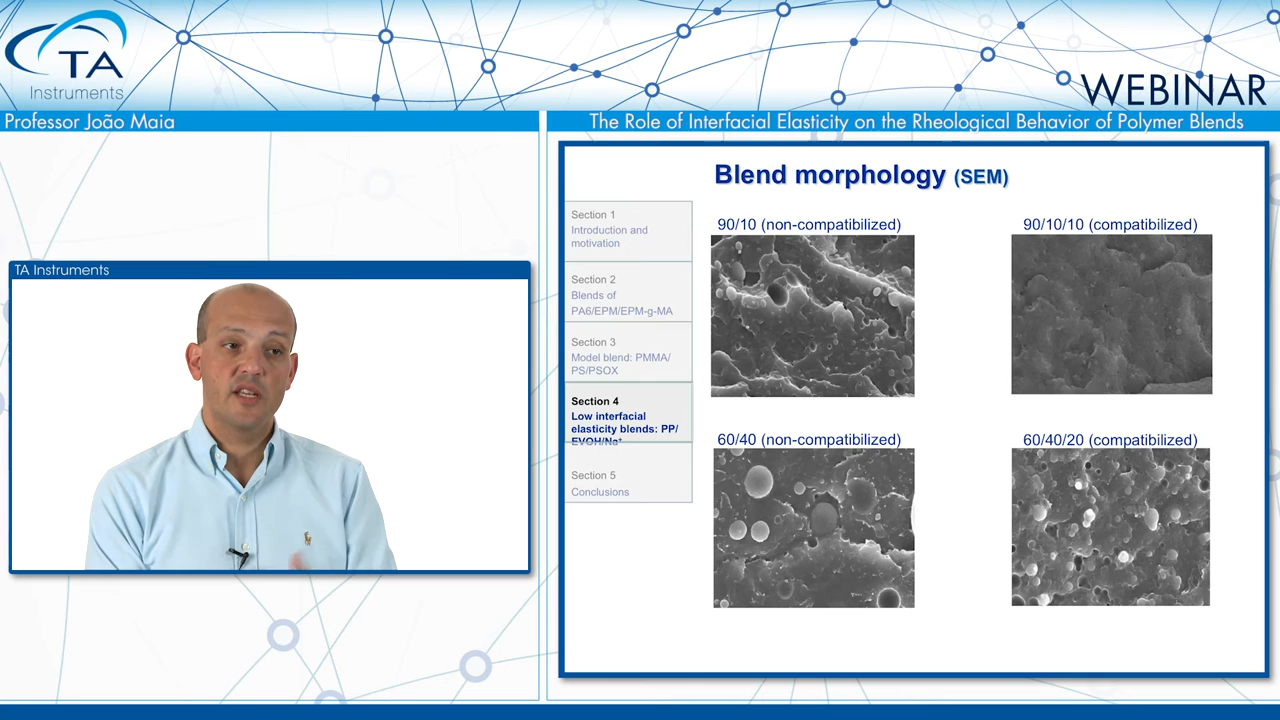 TA
Instruments
WEBINAR
Professor João Maia
The Role of Interfacial Elasticity on the Rheological Behavior of Polymer Blends
TA Instruments
Blend morphology (SEM)
Section 1
Introduction and
motivation
Section 2
Blends of
PA6/EPM/EPM-g-MA
Section 3
Model blend: PMMA/
PS/PSOX
Section 4
Low interfacial
elasticity blends: PP/
EVOH/Na⁺
Section 5
Conclusions
90/10 (non-compatibilized)
90/10/10 (compatibilized)
60/40 (non-compatibilized)
60/40/20 (compatibilized)